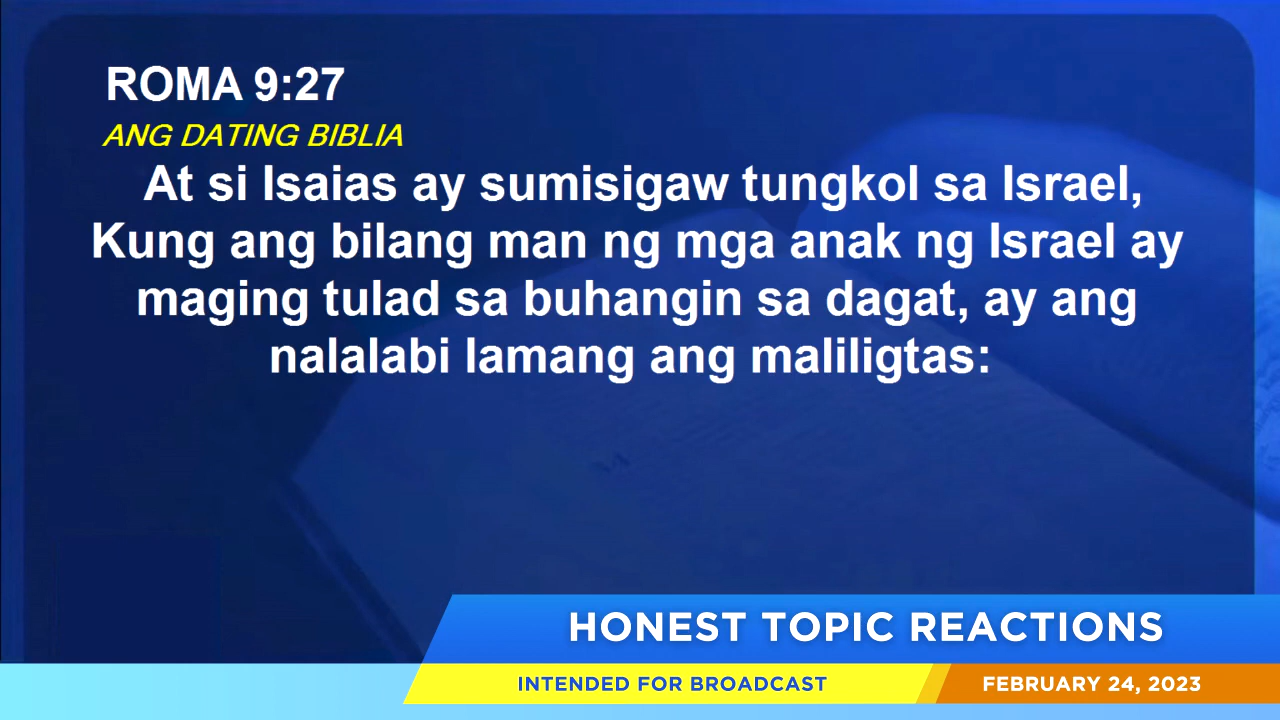 ROMA 9:27
ANG DATING BIBLIA
At si Isaias ay sumisigaw tungkol sa Israel,
Kung ang bilang man ng mga anak ng Israel ay
maging tulad sa buhangin sa dagat, ay ang
nalalabi lamang ang maliligtas:
HONEST TOPIC REACTIONS
INTENDED FOR BROADCAST
FEBRUARY 24, 2023